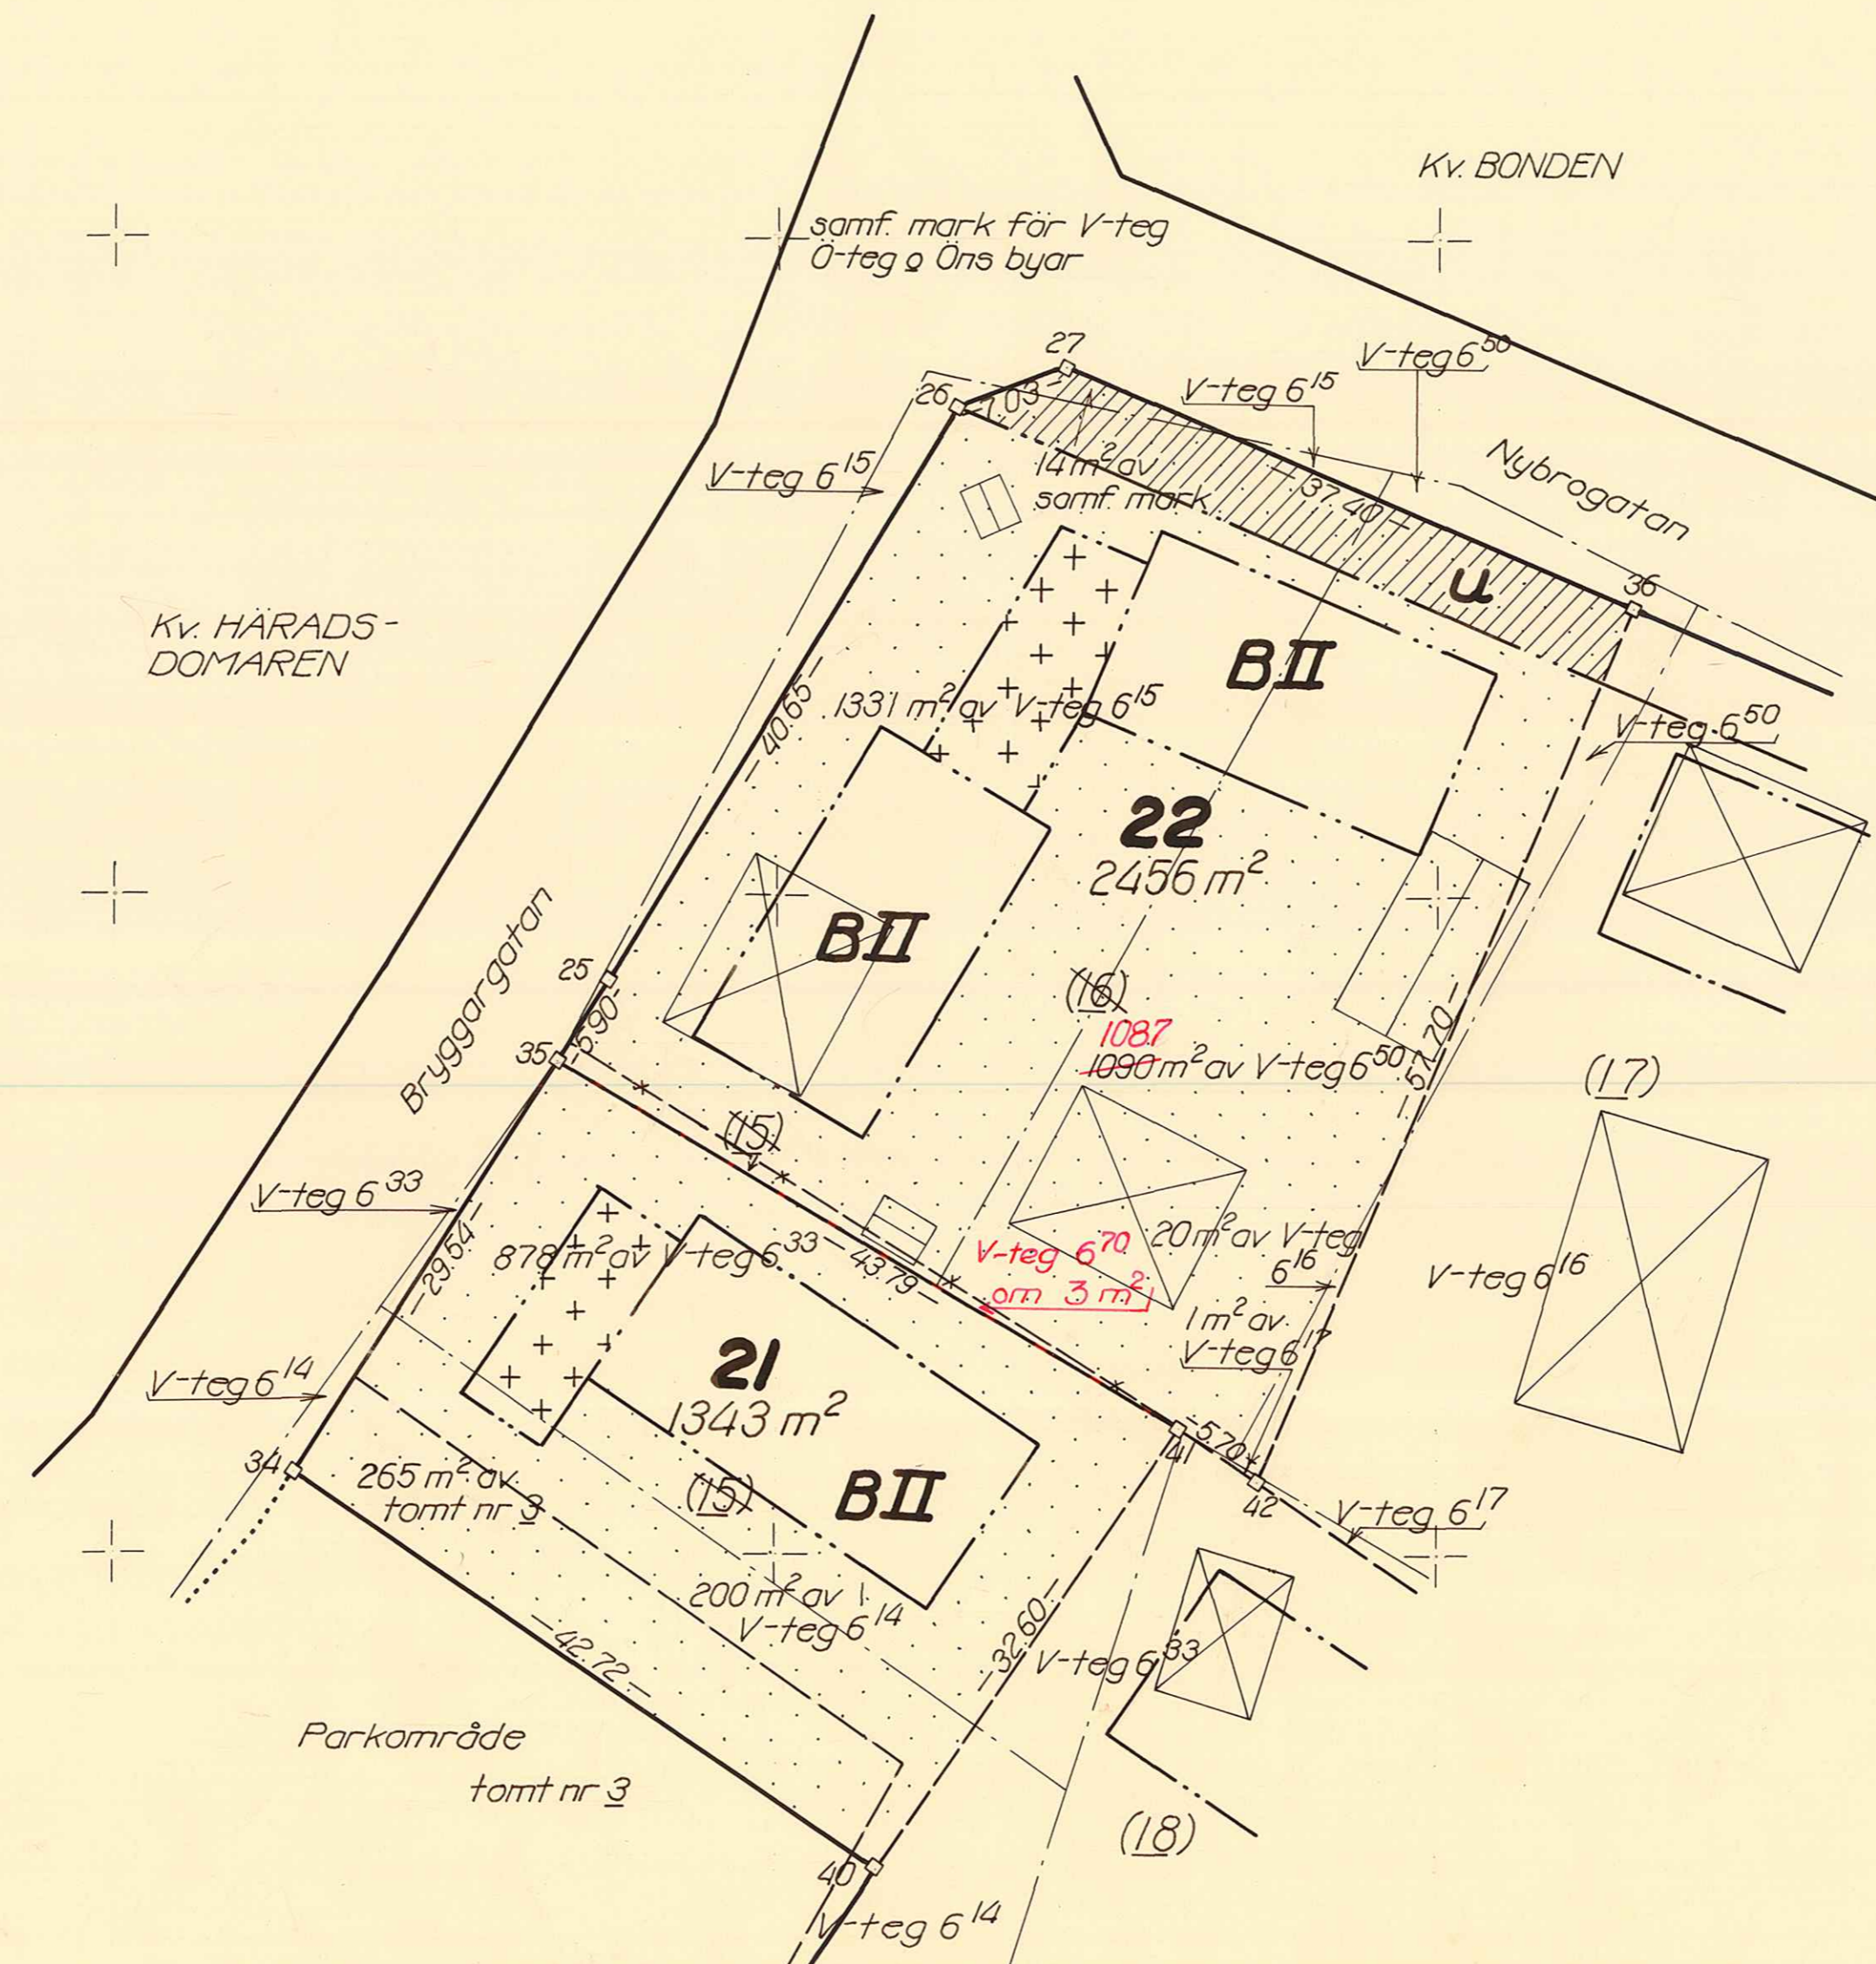 Kv. BONDEN
samf. mark för V-teg
Ö-teg o Öns byar
27
V-teg 6⁵⁰
V-teg 6¹⁵
26
7.03
V-teg 6¹⁵
14 m² av
samf. mark
37.40
Nybrogatan
u
36
Kv. HÄRADS-
DOMAREN
BII
40.65
1331 m² av V-teg 6¹⁵
V-teg 6⁵⁰
22
2456 m²
BII
Bryggargatan
25
5.90
35
(16)
1087
1090 m² av V-teg 6⁵⁰
57.70
(17)
(15)
V-teg 6³³
29.54
878 m² av V-teg 6³³
43.79
V-teg 6⁷⁰
om 3 m²
20 m² av V-teg
6¹⁶
V-teg 6¹⁶
1 m² av
V-teg 6¹⁷
21
1343 m²
V-teg 6¹⁴
34
265 m² av
tomt nr 3
(15)
BII
41
5.70
42
V-teg 6¹⁷
200 m² av
V-teg 6¹⁴
42.72
32.60
V-teg 6³³
Parkområde
tomt nr 3
(18)
40
V-teg 6¹⁴